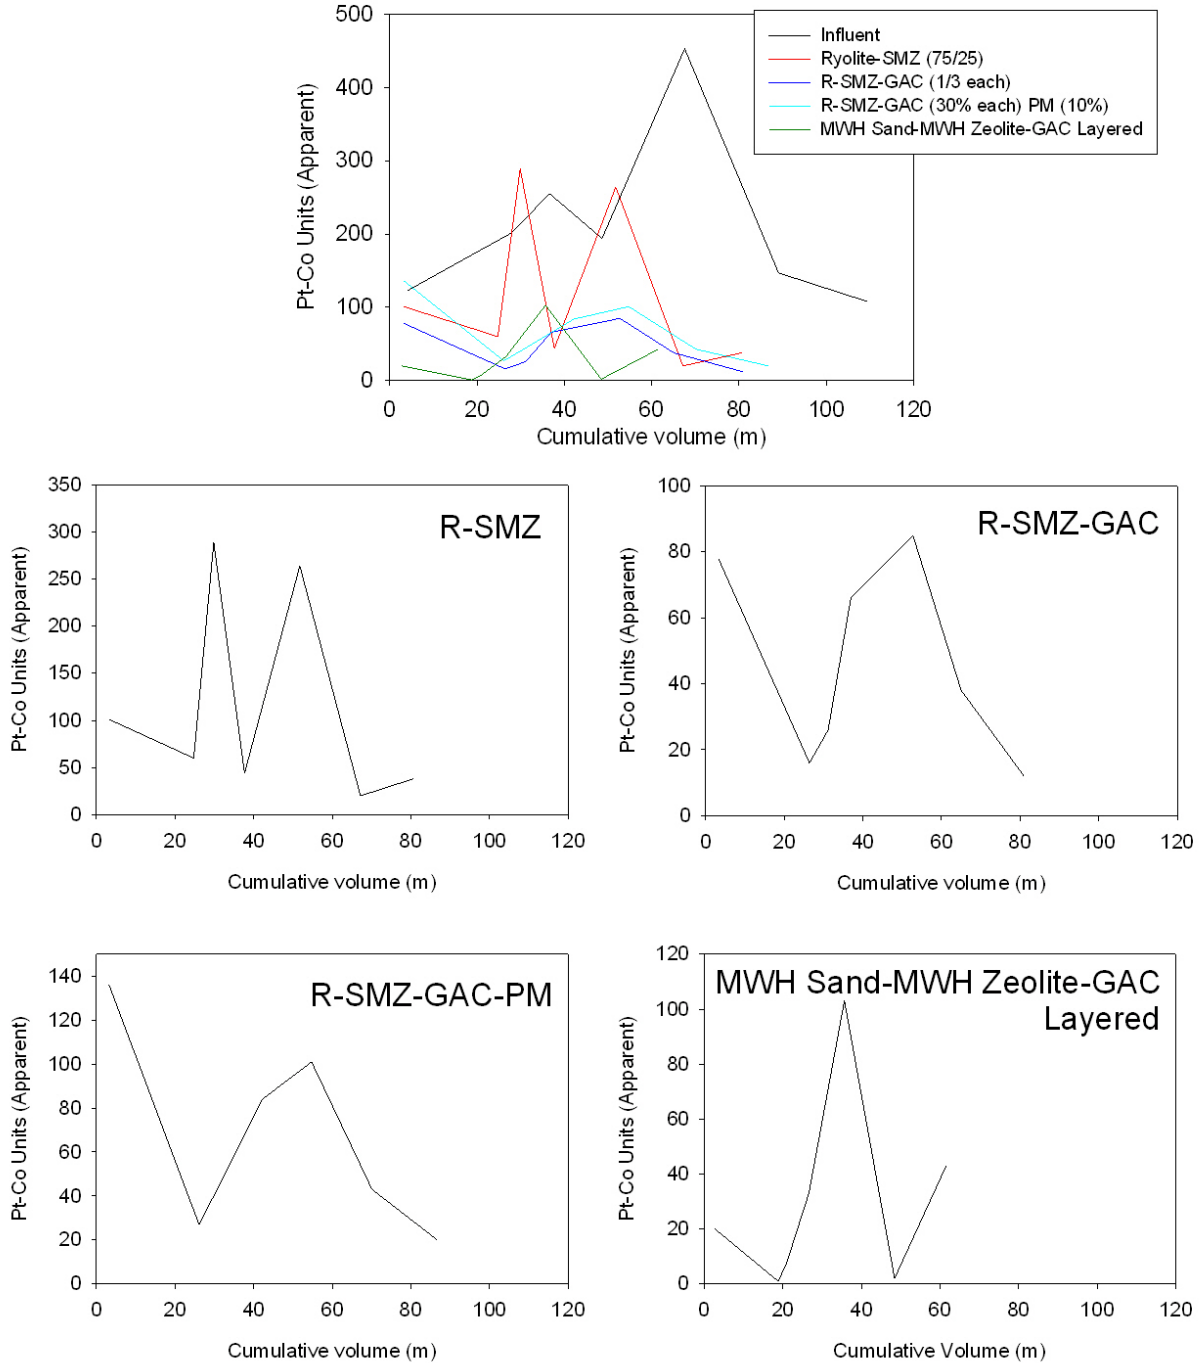 500
400
300
200
100
0
Pt-Co Units (Apparent)
0 20 40 60 80 100 120
Cumulative volume (m)
Influent
Ryolite-SMZ (75/25)
R-SMZ-GAC (1/3 each)
R-SMZ-GAC (30% each) PM (10%)
MWH Sand-MWH Zeolite-GAC Layered
350
300
250
200
150
100
50
0
Pt-Co Units (Apparent)
R-SMZ
0 20 40 60 80 100 120
Cumulative volume (m)
100
80
60
40
20
0
Pt-Co Units (Apparent)
R-SMZ-GAC
0 20 40 60 80 100 120
Cumulative volume (m)
140
120
100
80
60
40
20
0
Pt-Co Units (Apparent)
R-SMZ-GAC-PM
0 20 40 60 80 100 120
Cumulative volume (m)
120
100
80
60
40
20
0
Pt-Co Units (Apparent)
MWH Sand-MWH Zeolite-GAC
Layered
0 20 40 60 80 100 120
Cumulative Volume (m)